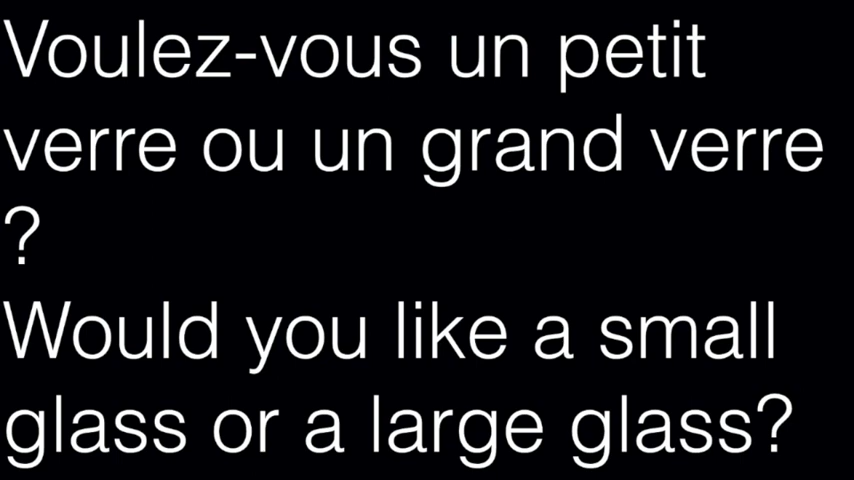 Voulez-vous un petit
verre ou un grand verre
?
Would you like a small
glass or a large glass?